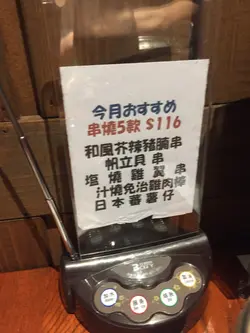 今月おすすめ
串燒5款 $116
和風芥辣豬腩串
帆立貝串
塩燒雞翼串
汁燒免治雞肉棒
日本蕃薯仔